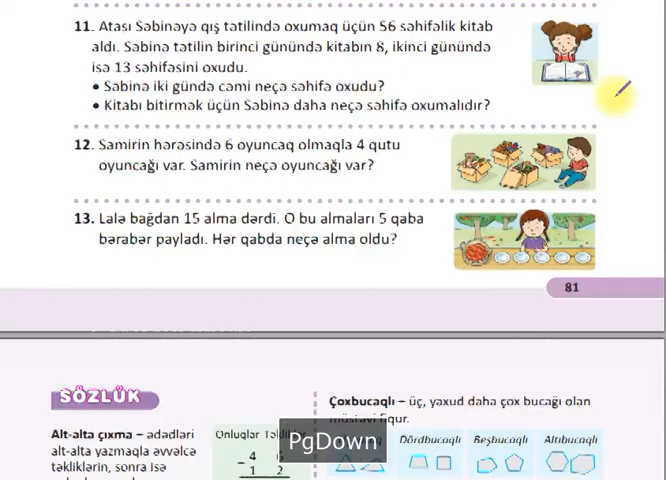 11. Atası Səbinəyə qış tətilində oxumaq üçün 56 səhifəlik kitab
aldı. Səbinə tətilin birinci günündə kitabın 8, ikinci günündə
isə 13 səhifəsini oxudu.
• Səbinə iki gündə cəmi neçə səhifə oxudu?
• Kitabı bitirmək üçün Səbinə daha neçə səhifə oxumalıdır?
12. Samirin hərəsində 6 oyuncaq olmaqla 4 qutu
oyuncağı var. Samirin neçə oyuncağı var?
13. Lalə bağdan 15 alma dərdi. O bu almaları 5 qaba
bərabər payladı. Hər qabda neçə alma oldu?
81
SÖZLÜK
Alt-alta çıxma – ədədləri
alt-alta yazmaqla əvvəlcə
təkliklərin, sonra isə
Onluqlar
4
– 1 2
Çoxbucaqlı – üç, yaxud daha çox bucağı olan
müstəvi fiqur.
Dördbucaqlı Beşbucaqlı Altıbucaqlı
PgDown